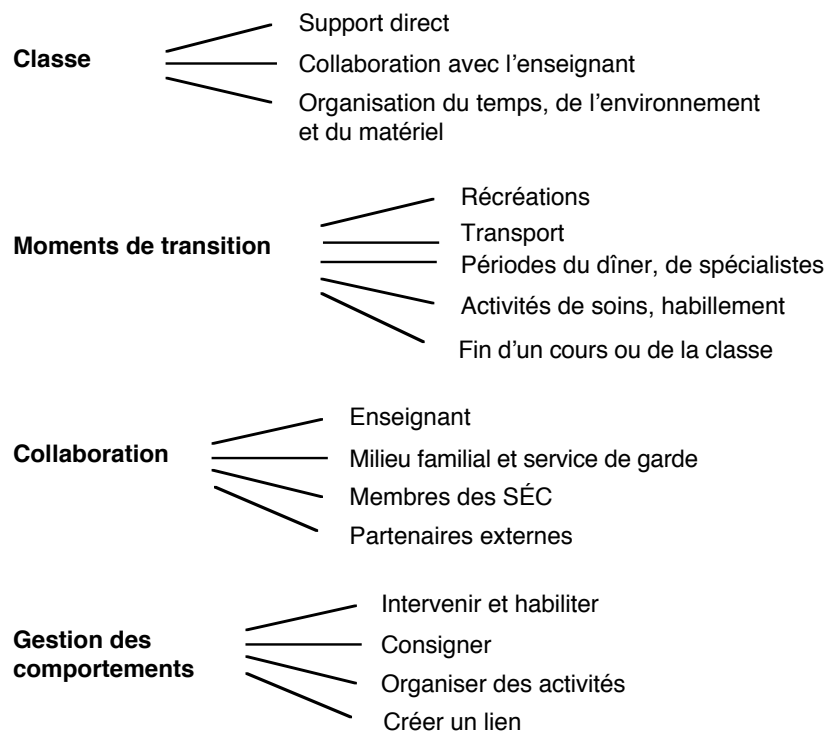 Classe
Support direct
Collaboration avec l’enseignant
Organisation du temps, de l’environnement
et du matériel
Moments de transition
Récréations
Transport
Périodes du dîner, de spécialistes
Activités de soins, habillement
Fin d’un cours ou de la classe
Collaboration
Enseignant
Milieu familial et service de garde
Membres des SÉC
Partenaires externes
Gestion des
comportements
Intervenir et habiliter
Consigner
Organiser des activités
Créer un lien